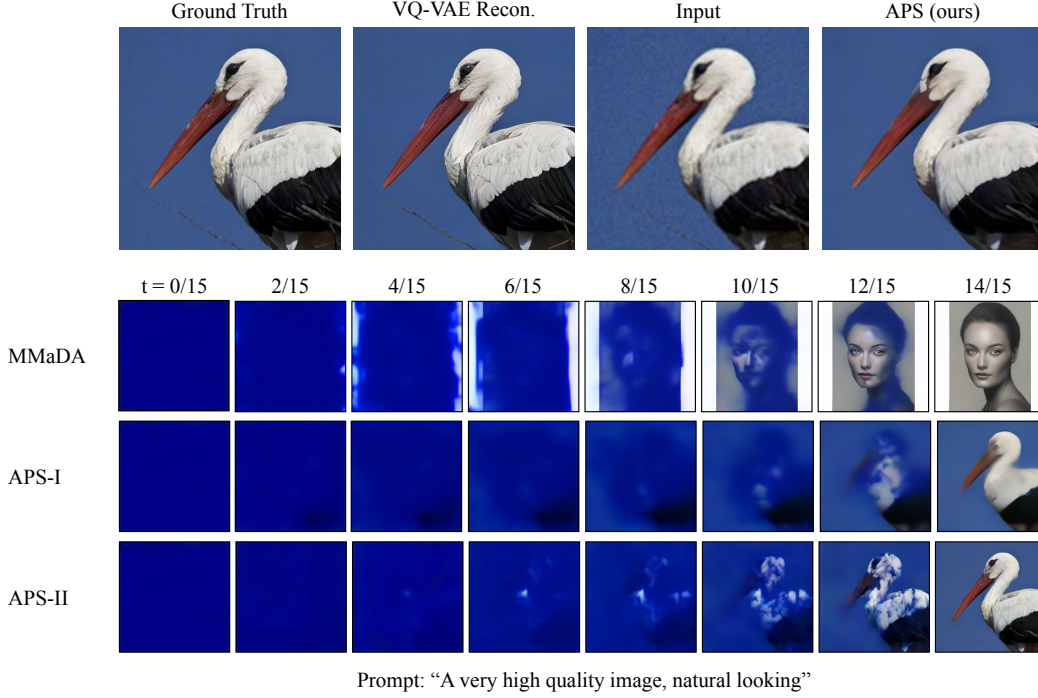 Ground Truth VQ-VAE Recon. Input APS (ours)
t = 0/15 2/15 4/15 6/15 8/15 10/15 12/15 14/15
MMaDA
APS-I
APS-II
Prompt: “A very high quality image, natural looking”